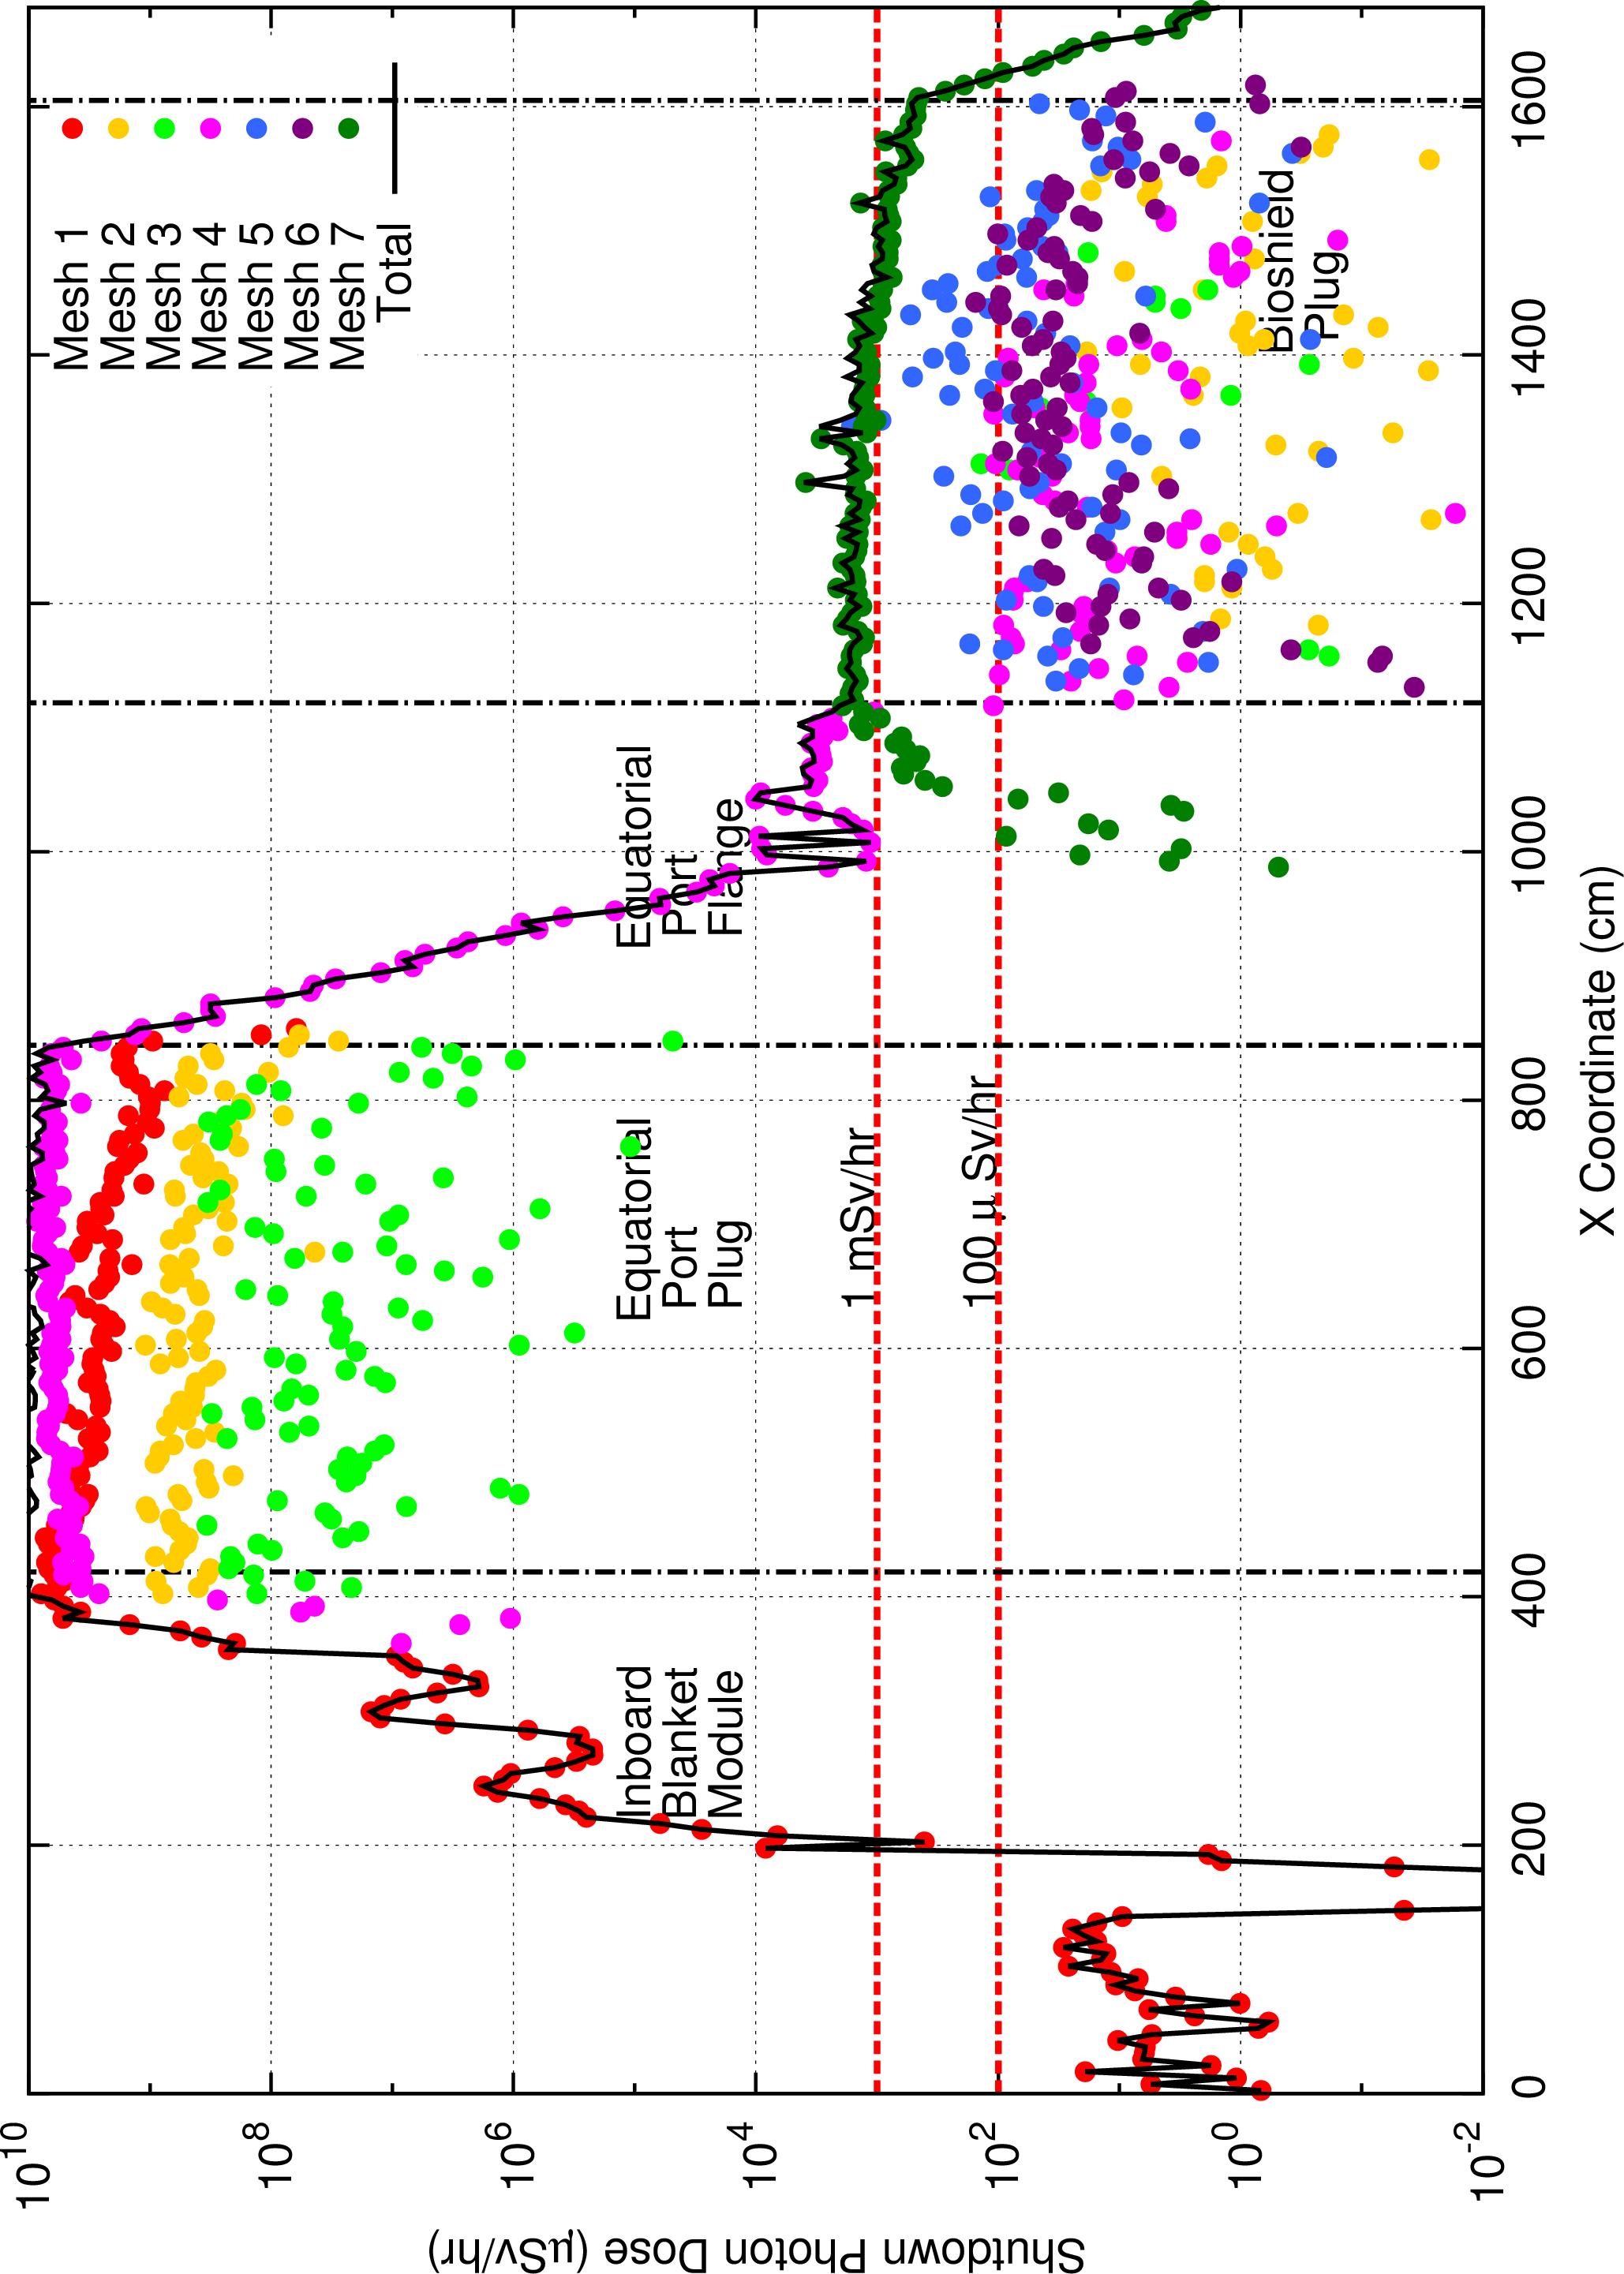 Mesh 1
Mesh 2
Mesh 3
Mesh 4
Mesh 5
Mesh 6
Mesh 7
Total
Inboard
Blanket
Module
Equatorial
Port
Plug
Equatorial
Port
Flange
Bioshield
Plug
1 mSv/hr
100 μ Sv/hr
Shutdown Photon Dose (μSv/hr)
10^10
10^8
10^6
10^4
10^2
10^0
10^-2
0 200 400 600 800 1000 1200 1400 1600
X Coordinate (cm)